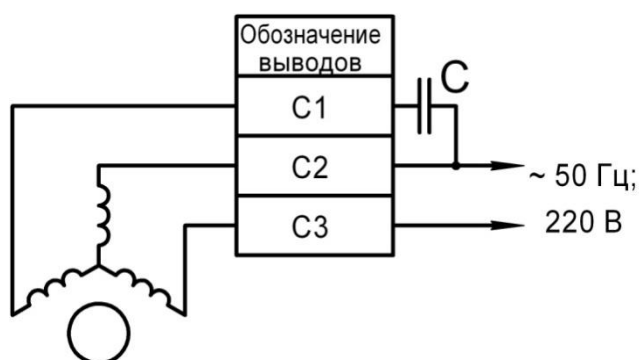 Обозначение
выводов
C1
C
C2
~ 50 Гц;
C3
220 В